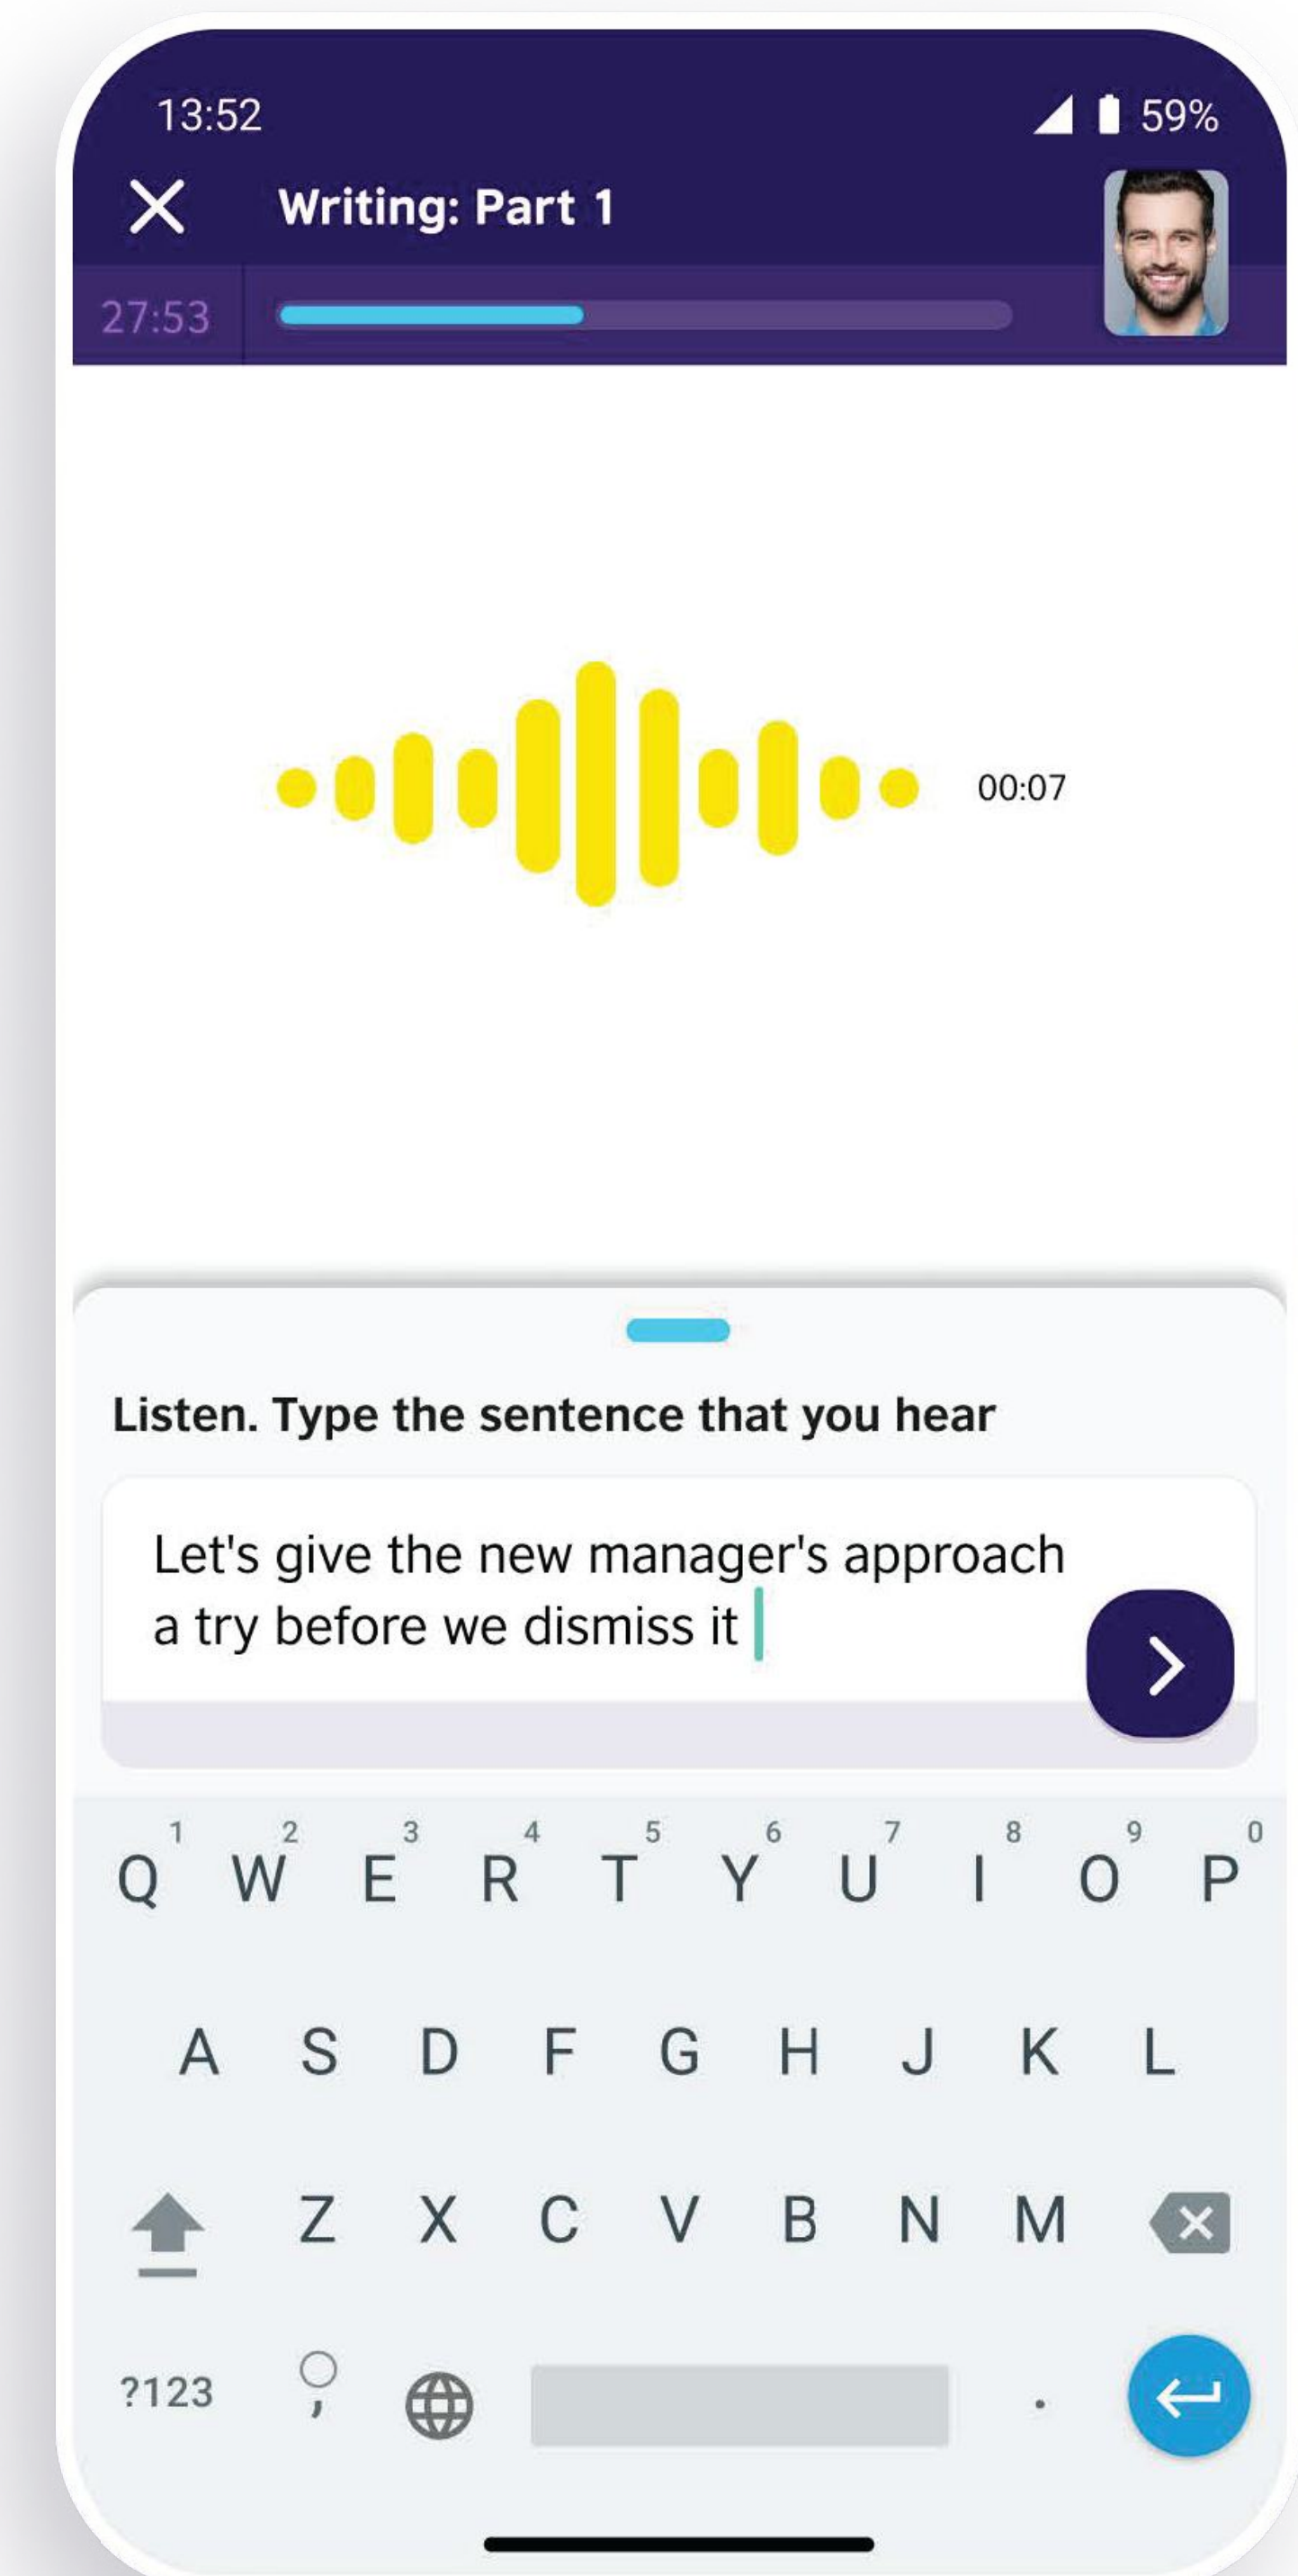 13:52 59%
Writing: Part 1
27:53
00:07
Listen. Type the sentence that you hear
Let's give the new manager's approach
a try before we dismiss it
1 2 3 4 5 6 7 8 9 0
Q W E R T Y U I O P
A S D F G H J K L
Z X C V B N M
?123 , .